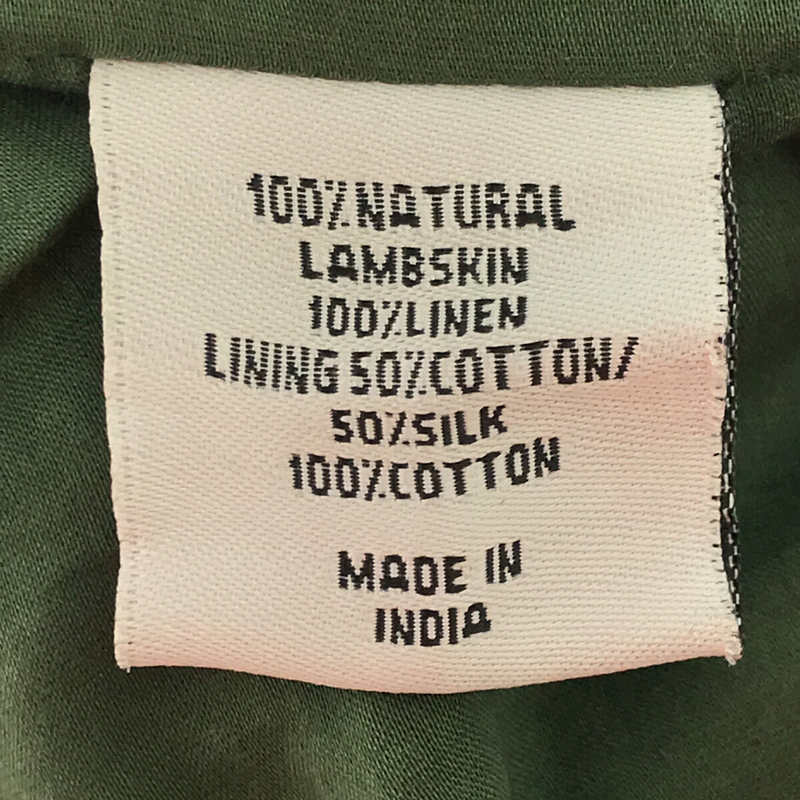 100% NATURAL
LAMBSKIN
100% LINEN
LINING 50% COTTON/
50% SILK
100% COTTON
MADE IN
INDIA